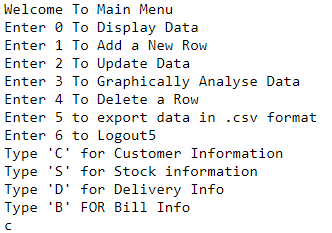 Welcome To Main Menu
Enter 0 To Display Data
Enter 1 To Add a New Row
Enter 2 To Update Data
Enter 3 To Graphically Analyse Data
Enter 4 To Delete a Row
Enter 5 to export data in .csv format
Enter 6 to Logout5
Type 'C' for Customer Information
Type 'S' for Stock information
Type 'D' for Delivery Info
Type 'B' FOR Bill Info
c